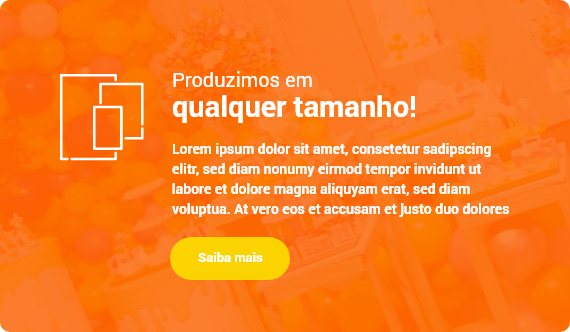 Produzimos em
qualquer tamanho!
Lorem ipsum dolor sit amet, consetetur sadipscing
elitr, sed diam nonumy eirmod tempor invidunt ut
labore et dolore magna aliquyam erat, sed diam
voluptua. At vero eos et accusam et justo duo dolores
Saiba mais